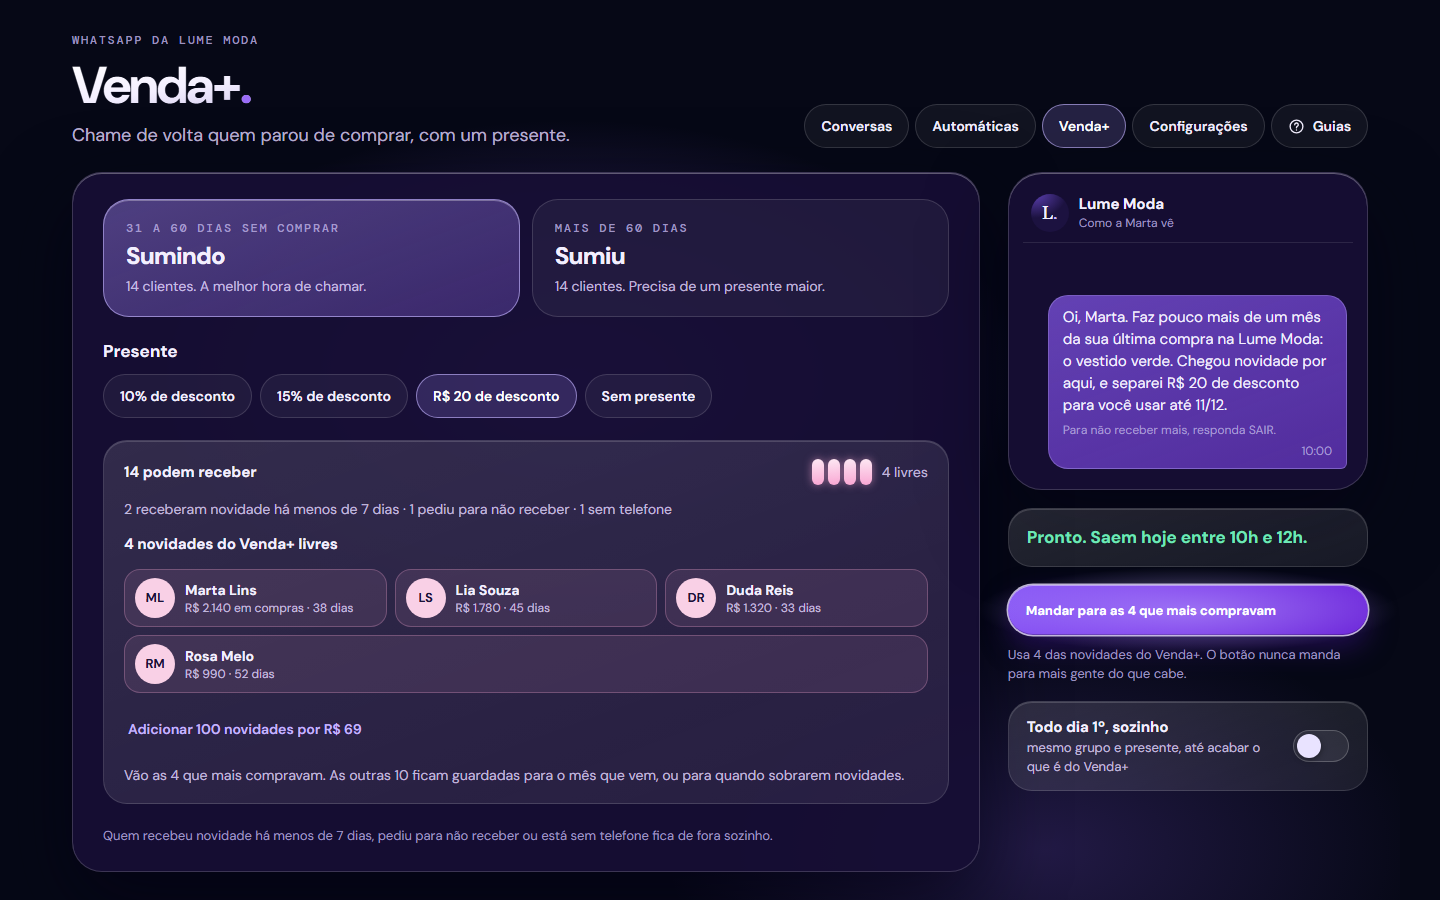 WHATSAPP DA LUME MODA
Venda+.
Chame de volta quem parou de comprar, com um presente.
Conversas
Automáticas
Venda+
Configurações
Guias
31 A 60 DIAS SEM COMPRAR
Sumindo
14 clientes. A melhor hora de chamar.
MAIS DE 60 DIAS
Sumiu
14 clientes. Precisa de um presente maior.
Presente
10% de desconto
15% de desconto
R$ 20 de desconto
Sem presente
14 podem receber
4 livres
2 receberam novidade há menos de 7 dias · 1 pediu para não receber · 1 sem telefone
4 novidades do Venda+ livres
ML
Marta Lins
R$ 2.140 em compras · 38 dias
LS
Lia Souza
R$ 1.780 · 45 dias
DR
Duda Reis
R$ 1.320 · 33 dias
RM
Rosa Melo
R$ 990 · 52 dias
Adicionar 100 novidades por R$ 69
Vão as 4 que mais compravam. As outras 10 ficam guardadas para o mês que vem, ou para quando sobrarem novidades.
Quem recebeu novidade há menos de 7 dias, pediu para não receber ou está sem telefone fica de fora sozinho.
L.
Lume Moda
Como a Marta vê
Oi, Marta. Faz pouco mais de um mês
da sua última compra na Lume Moda:
o vestido verde. Chegou novidade por
aqui, e separei R$ 20 de desconto
para você usar até 11/12.
Para não receber mais, responda SAIR.
10:00
Pronto. Saem hoje entre 10h e 12h.
Mandar para as 4 que mais compravam
Usa 4 das novidades do Venda+. O botão nunca manda
para mais gente do que cabe.
Todo dia 1º, sozinho
mesmo grupo e presente, até acabar o
que é do Venda+